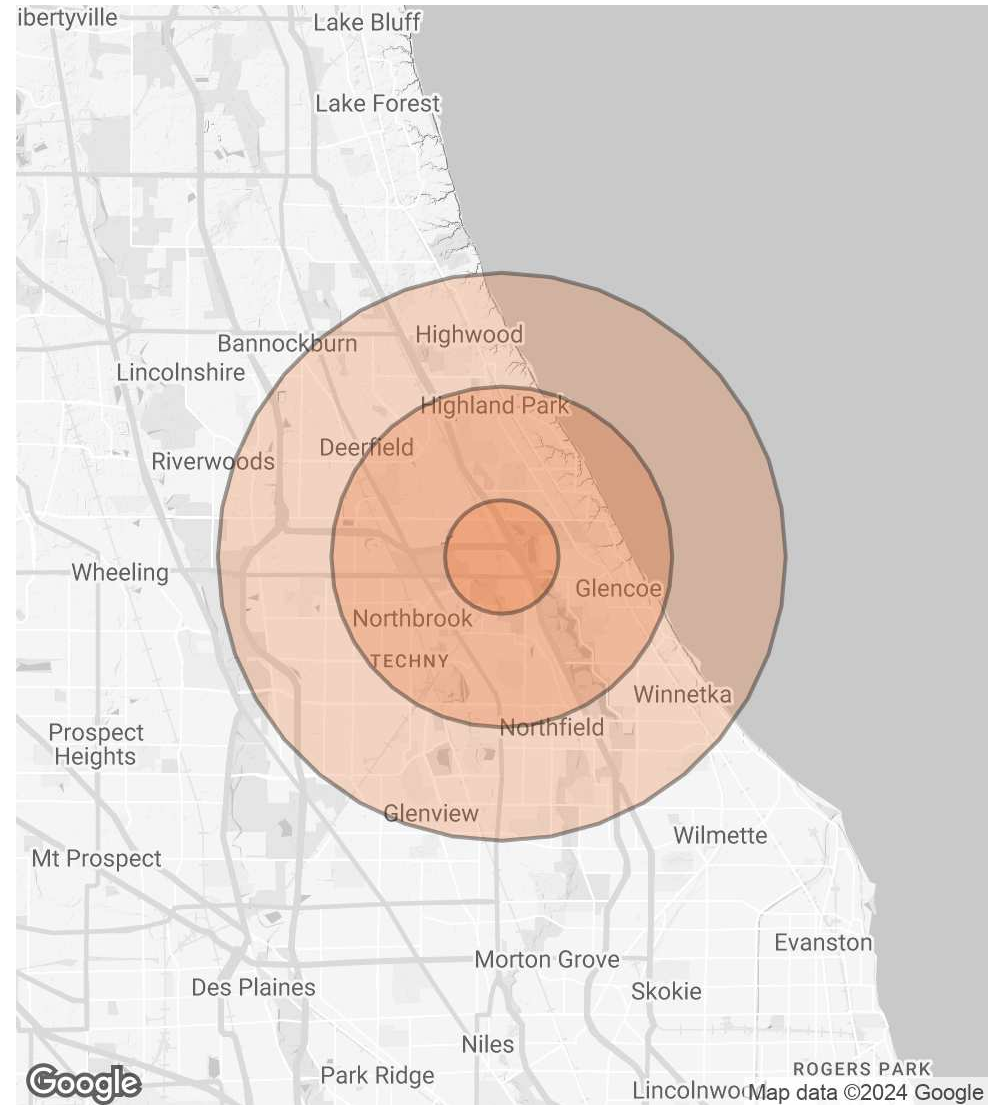 ibertyville
Lake Bluff
Lake Forest
Highwood
Bannockburn
Lincolnshire
Highland Park
Deerfield
Riverwoods
Wheeling
Glencoe
Northbrook
TECHNY
Winnetka
Northfield
Prospect
Heights
Glenview
Wilmette
Mt Prospect
Evanston
Morton Grove
Des Plaines
Skokie
Niles
ROGERS PARK
Park Ridge
Google
Lincolnwoo
Map data ©2024 Google